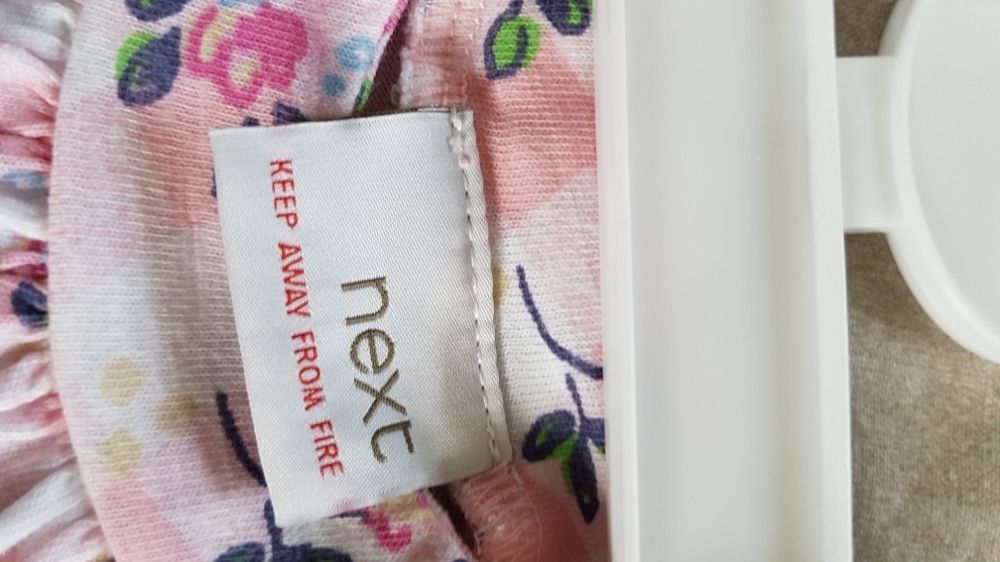 next
KEEP AWAY FROM FIRE